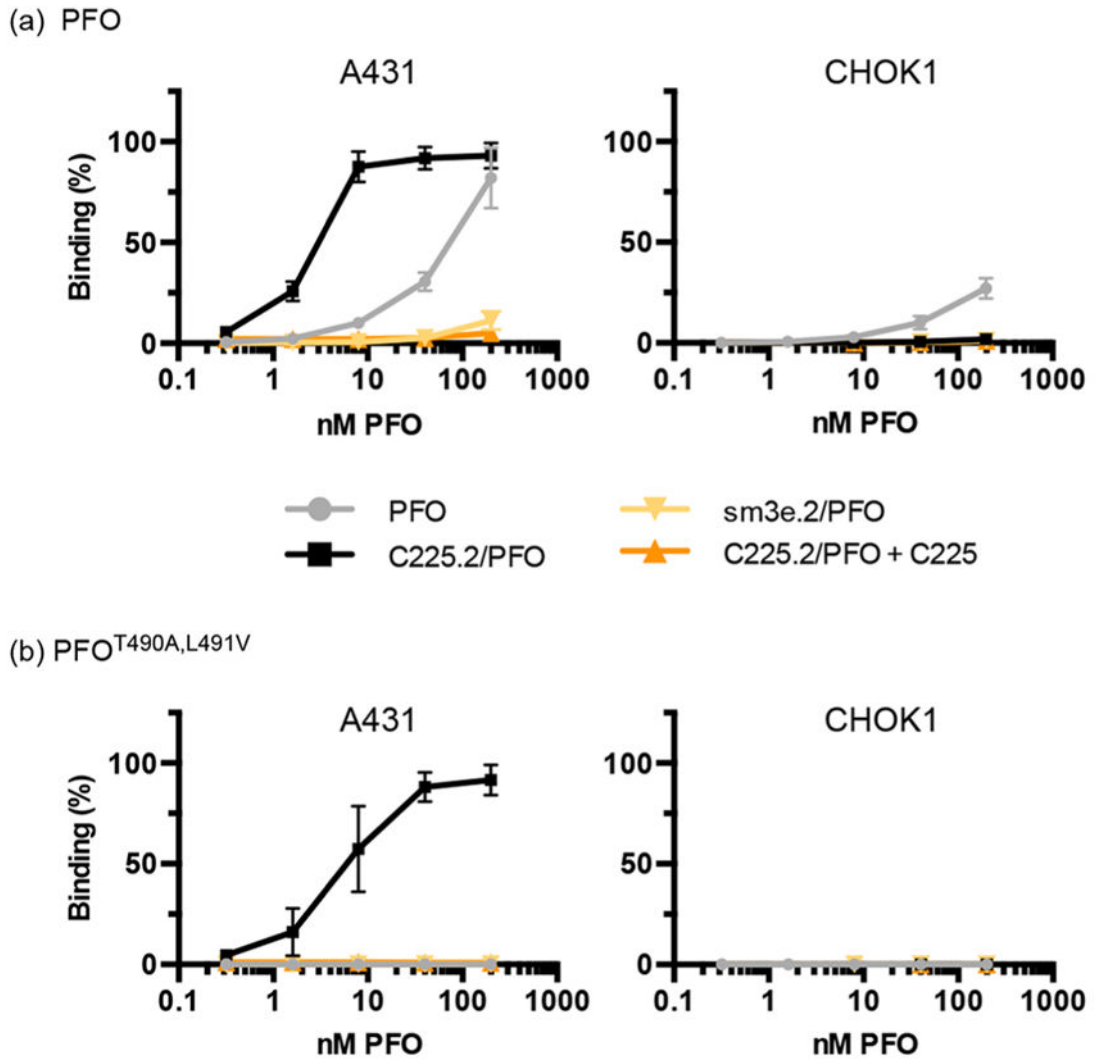 (a) PFO
A431
CHOK1
Binding (%)
100
50
0
0.1 1 10 100 1000
nM PFO
100
50
0
0.1 1 10 100 1000
nM PFO
PFO
C225.2/PFO
sm3e.2/PFO
C225.2/PFO + C225
(b) PFOT490A,L491V
A431
CHOK1
Binding (%)
100
50
0
0.1 1 10 100 1000
nM PFO
100
50
0
0.1 1 10 100 1000
nM PFO